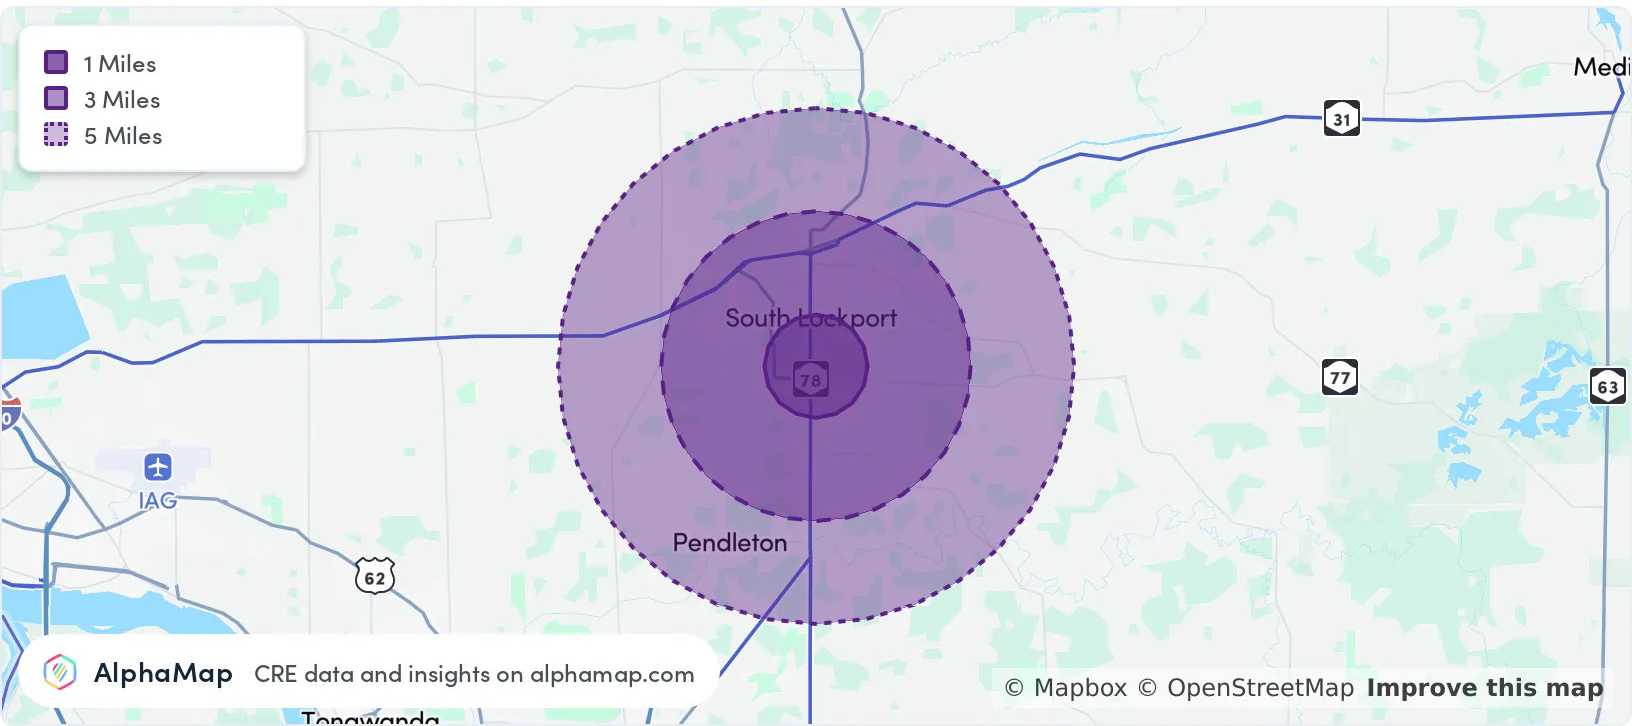 1 Miles
3 Miles
5 Miles
Medi
31
South Lockport
78
77
63
0
IAG
Pendleton
62
AlphaMap CRE data and insights on alphamap.com
© Mapbox © OpenStreetMap Improve this map
Tonawanda